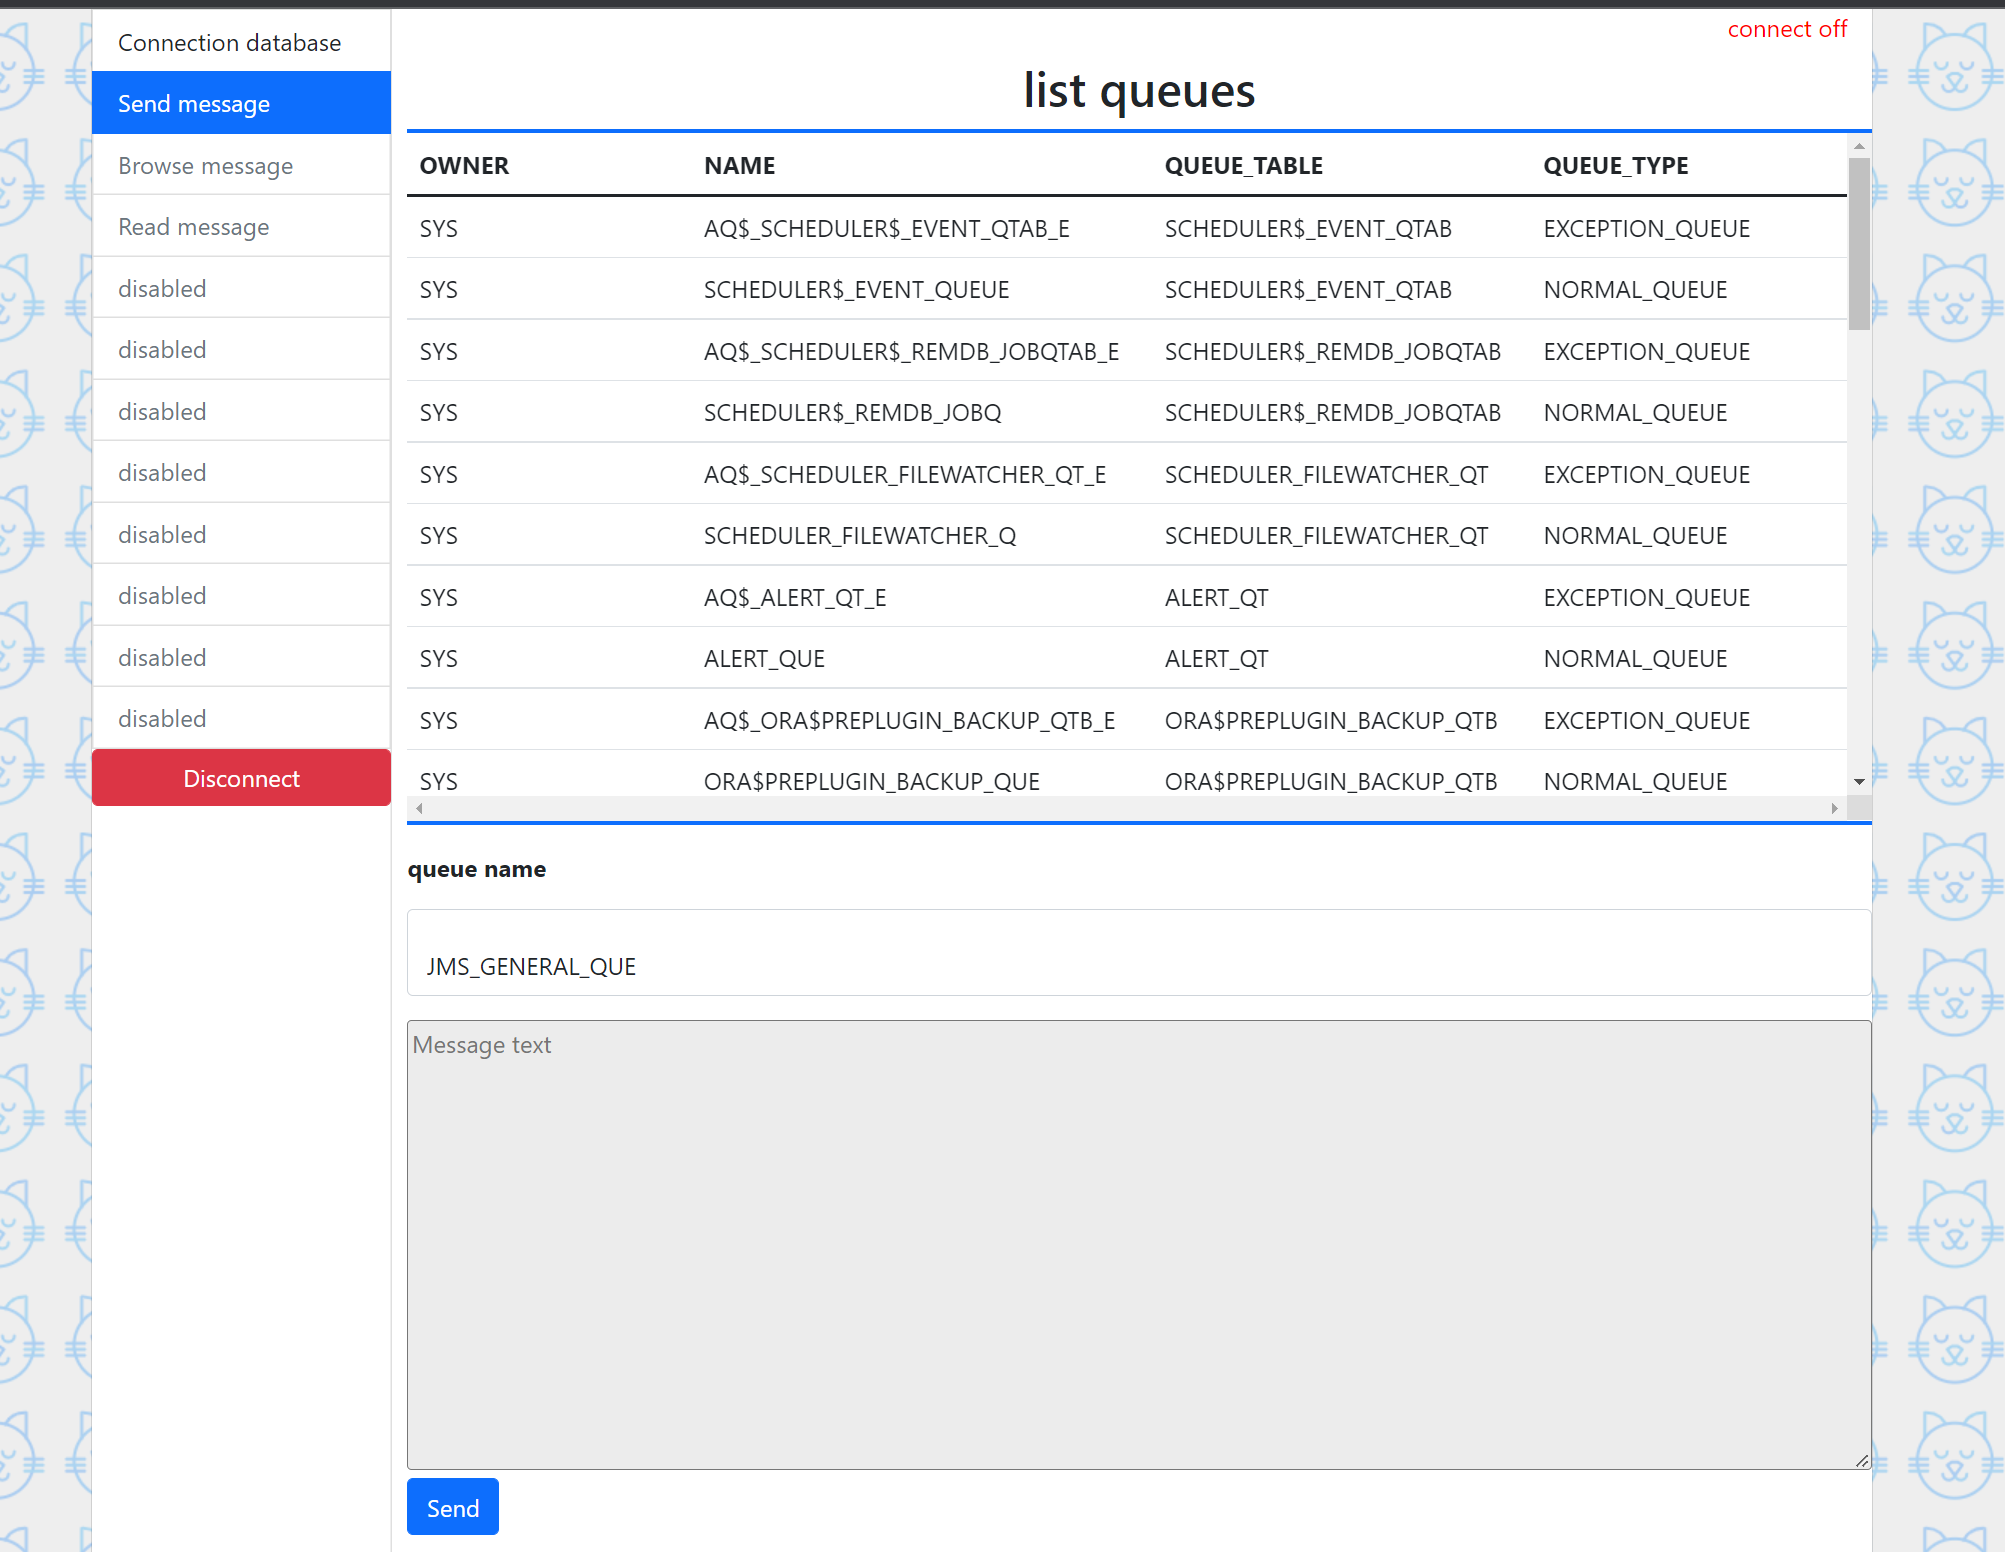 connect off
Connection database
Send message
Browse message
Read message
disabled
disabled
disabled
disabled
disabled
disabled
disabled
disabled
Disconnect
list queues
OWNER NAME QUEUE_TABLE QUEUE_TYPE
SYS AQ$_SCHEDULER$_EVENT_QTAB_E SCHEDULER$_EVENT_QTAB EXCEPTION_QUEUE
SYS SCHEDULER$_EVENT_QUEUE SCHEDULER$_EVENT_QTAB NORMAL_QUEUE
SYS AQ$_SCHEDULER$_REMDB_JOBQTAB_E SCHEDULER$_REMDB_JOBQTAB EXCEPTION_QUEUE
SYS SCHEDULER$_REMDB_JOBQ SCHEDULER$_REMDB_JOBQTAB NORMAL_QUEUE
SYS AQ$_SCHEDULER_FILEWATCHER_QT_E SCHEDULER_FILEWATCHER_QT EXCEPTION_QUEUE
SYS SCHEDULER_FILEWATCHER_Q SCHEDULER_FILEWATCHER_QT NORMAL_QUEUE
SYS AQ$_ALERT_QT_E ALERT_QT EXCEPTION_QUEUE
SYS ALERT_QUE ALERT_QT NORMAL_QUEUE
SYS AQ$_ORA$PREPLUGIN_BACKUP_QTB_E ORA$PREPLUGIN_BACKUP_QTB EXCEPTION_QUEUE
SYS ORA$PREPLUGIN_BACKUP_QUE ORA$PREPLUGIN_BACKUP_QTB NORMAL_QUEUE
queue name
JMS_GENERAL_QUE
Message text
Send